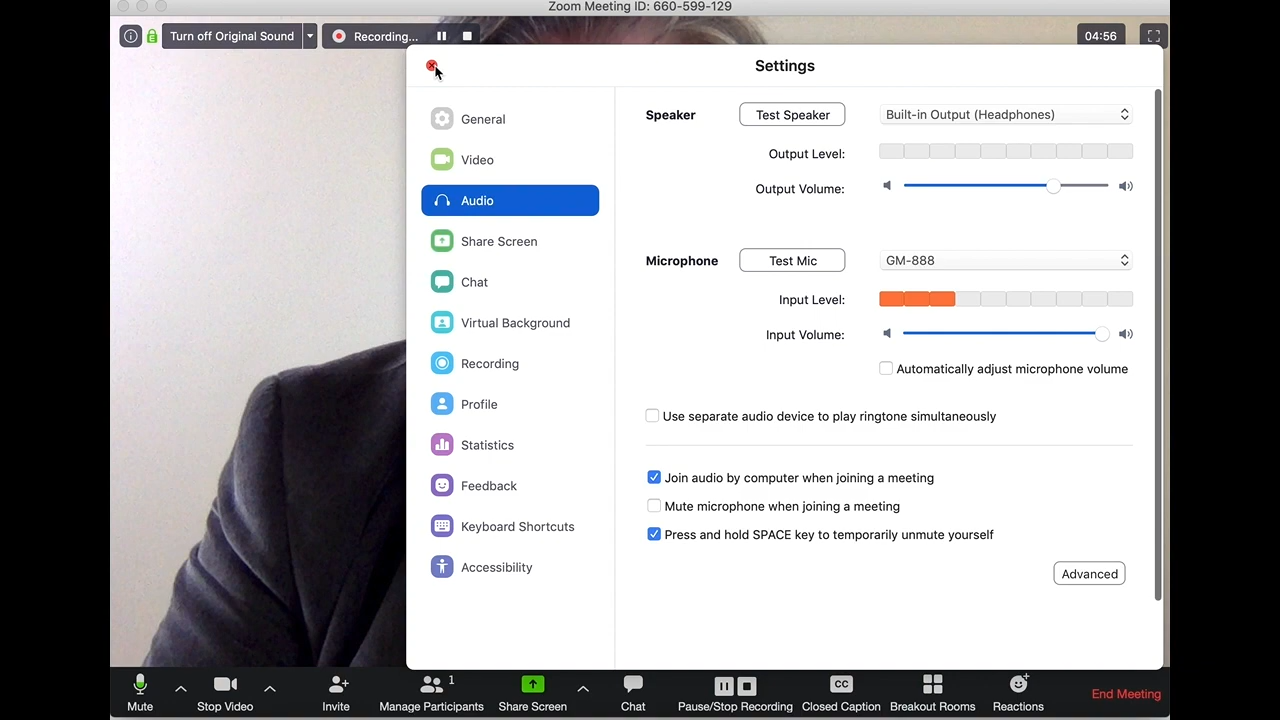 Zoom Meeting ID: 660-599-129
Turn off Original Sound
Recording...
04:56
Settings
General
Video
Audio
Share Screen
Chat
Virtual Background
Recording
Profile
Statistics
Feedback
Keyboard Shortcuts
Accessibility
Speaker
Test Speaker
Built-in Output (Headphones)
Output Level:
Output Volume:
Microphone
Test Mic
GM-888
Input Level:
Input Volume:
Automatically adjust microphone volume
Use separate audio device to play ringtone simultaneously
Join audio by computer when joining a meeting
Mute microphone when joining a meeting
Press and hold SPACE key to temporarily unmute yourself
Advanced
Mute
Stop Video
Invite
1
Manage Participants
Share Screen
Chat
Pause/Stop Recording
CC
Closed Caption
Breakout Rooms
Reactions
End Meeting